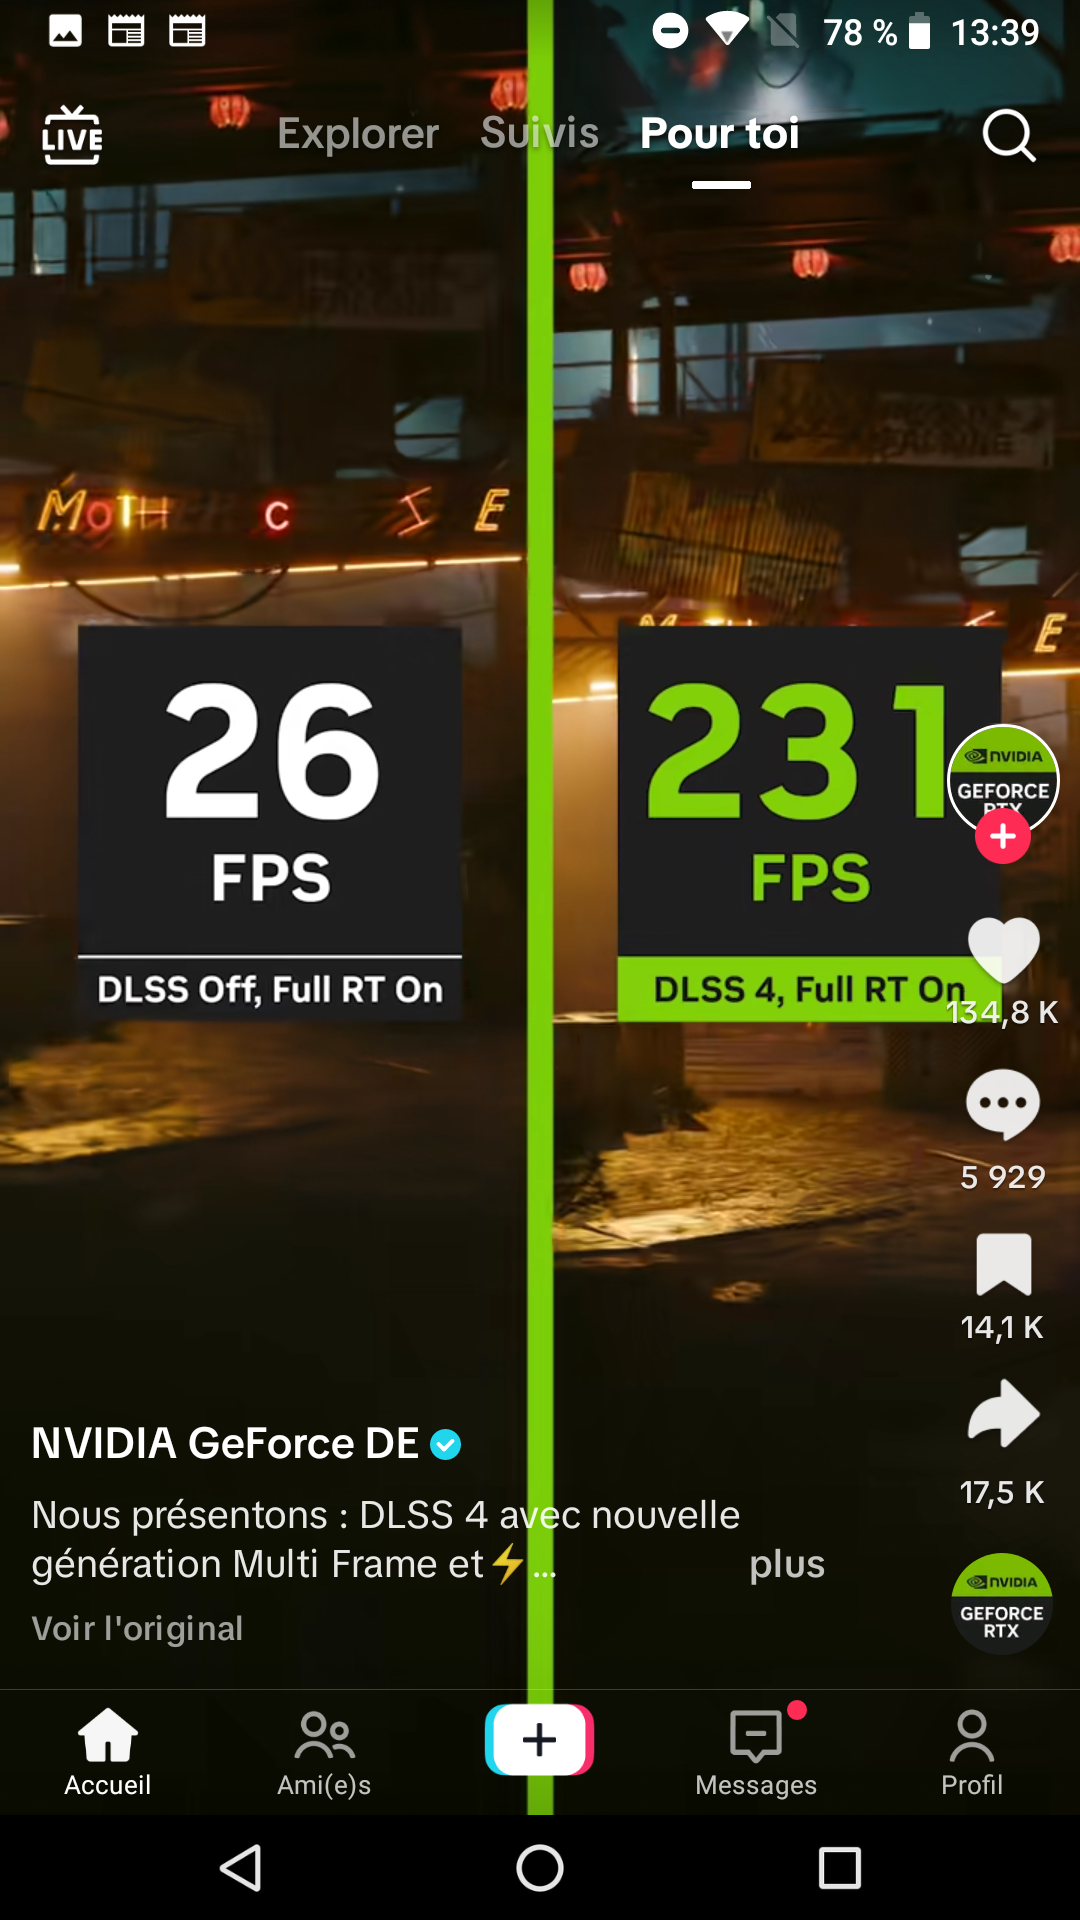 78 % 13:39
LIVE Explorer Suivis Pour toi
MOTH C I E
E
26
FPS
DLSS Off, Full RT On
231
FPS
DLSS 4, Full RT On
NVIDIA
GEFORCE
RTX
134,8 K
5 929
14,1 K
17,5 K
NVIDIA GeForce DE
Nous présentons : DLSS 4 avec nouvelle
génération Multi Frame et⚡... plus
Voir l'original
NVIDIA
GEFORCE
RTX
Accueil Ami(e)s Messages Profil